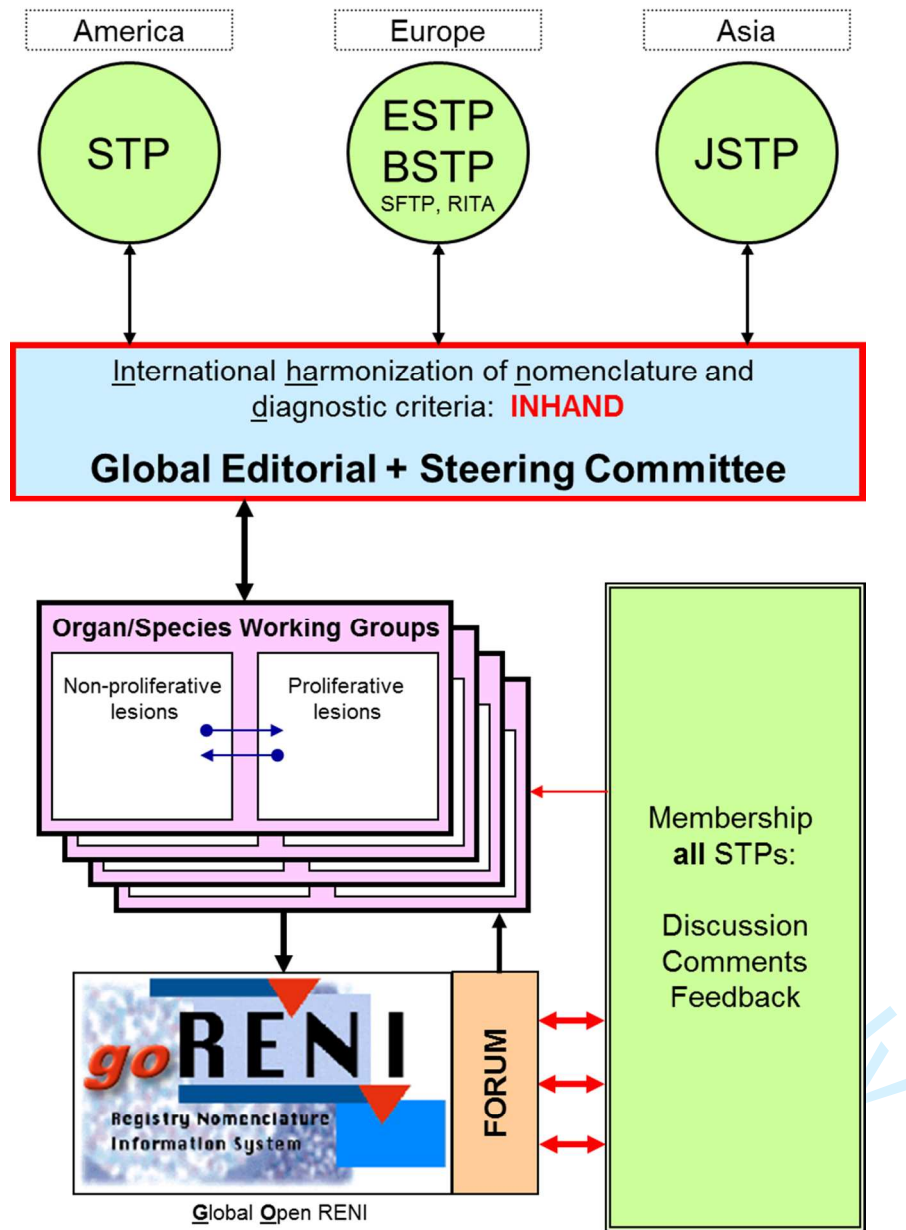 America
Europe
Asia
STP
ESTP
BSTP
SFTP, RITA
JSTP
International harmonization of nomenclature and
diagnostic criteria: INHAND
Global Editorial + Steering Committee
Organ/Species Working Groups
Non-proliferative
lesions
Proliferative
lesions
Membership
all STPs:
Discussion
Comments
Feedback
goRENI
Registry Nomenclature
Information System
FORUM
Global Open RENI